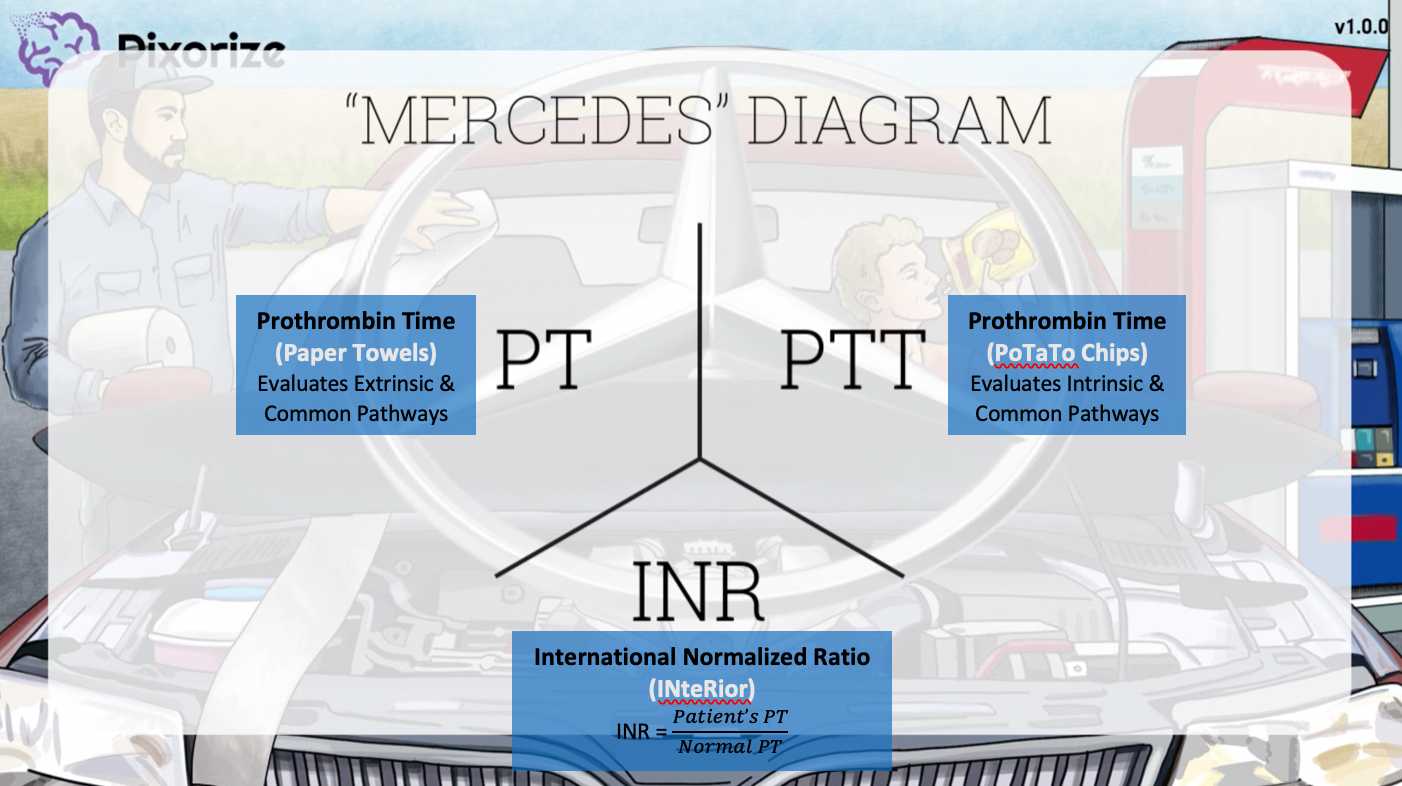 Pixorize
v1.0.0
“MERCEDES” DIAGRAM
Prothrombin Time
(Paper Towels)
Evaluates Extrinsic &
Common Pathways
PT
PTT
Prothrombin Time
(PoTaTo Chips)
Evaluates Intrinsic &
Common Pathways
INR
International Normalized Ratio
(INteRior)
INR = Patient's PT
Normal PT